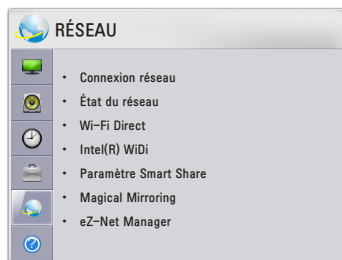 RÉSEAU
• Connexion réseau
• État du réseau
• Wi-Fi Direct
• Intel(R) WiDi
• Paramètre Smart Share
• Magical Mirroring
• eZ-Net Manager
?